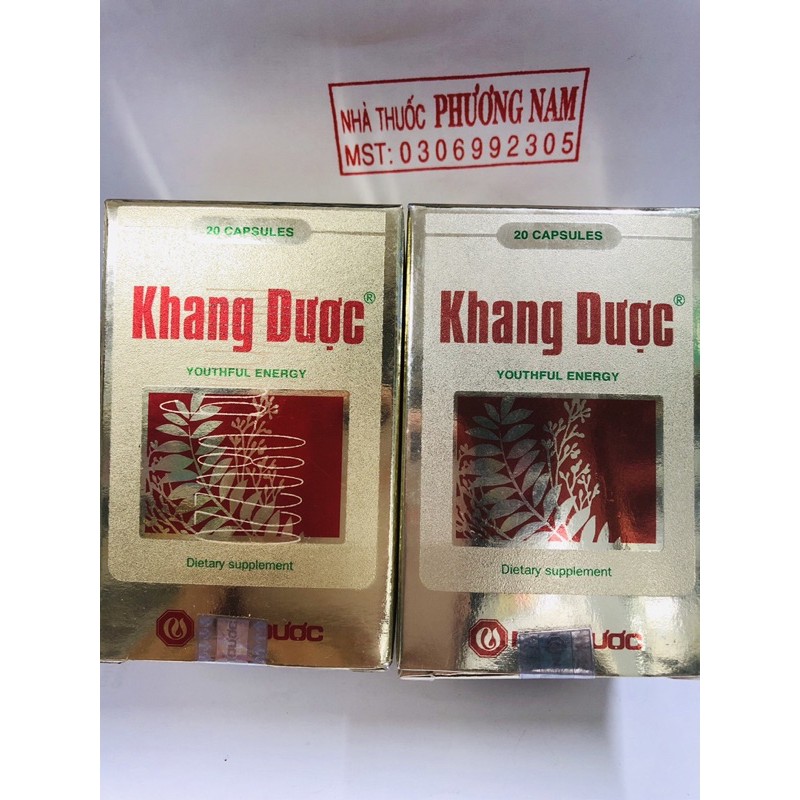 NHÀ THUỐC PHƯƠNG NAM
MST: 0306992305
20 CAPSULES
Khang Dược®
YOUTHFUL ENERGY
Dietary supplement
20 CAPSULES
Khang Dược®
YOUTHFUL ENERGY
Dietary supplement